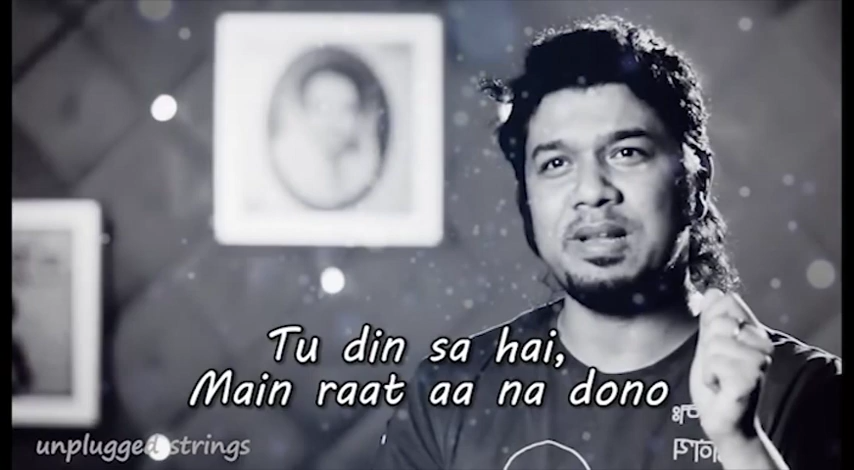 Tu din sa hai,
Main raat aa na dono
unplugged strings